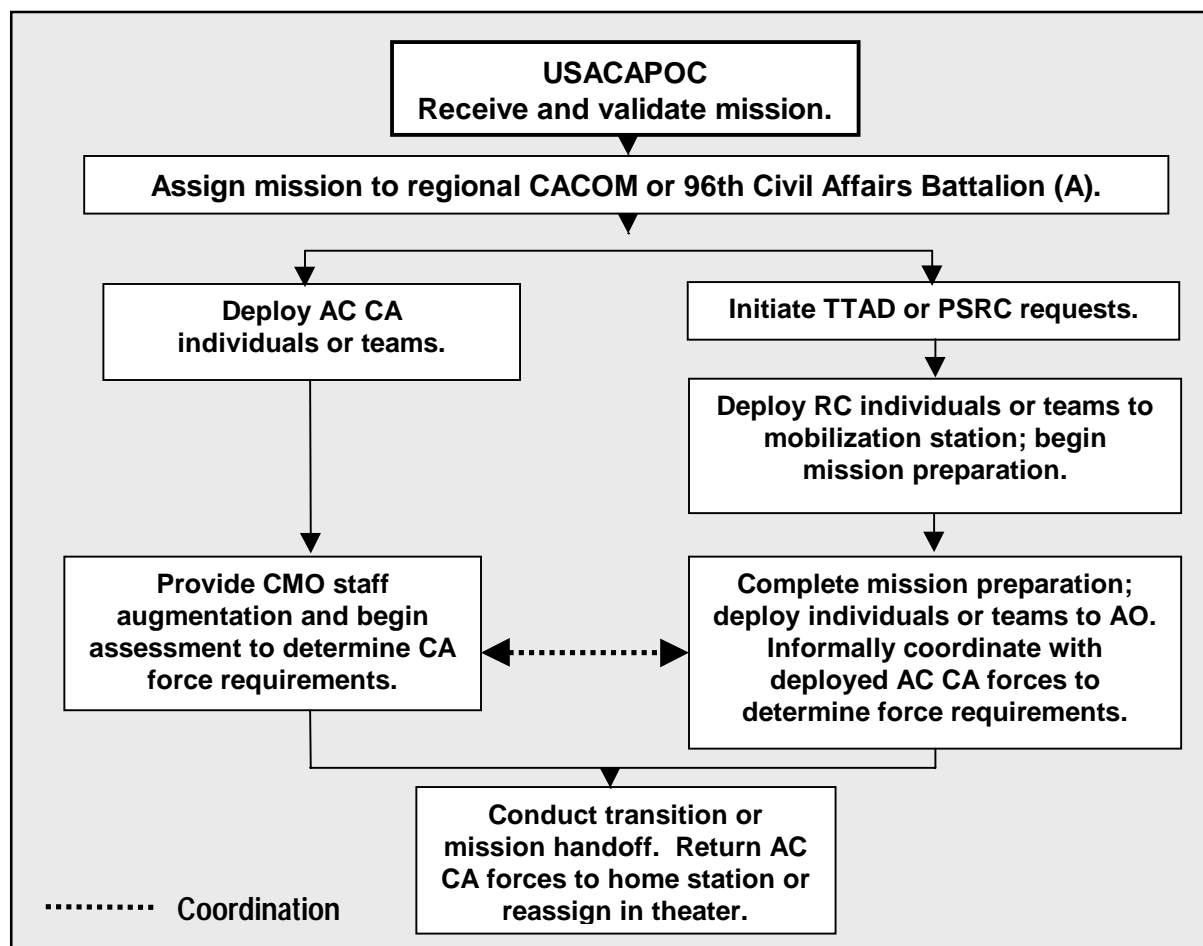 USACAPOC
Receive and validate mission.
Assign mission to regional CACOM or 96th Civil Affairs Battalion (A).
Deploy AC CA
individuals or teams.
Initiate TTAD or PSRC requests.
Deploy RC individuals or teams to
mobilization station; begin
mission preparation.
Provide CMO staff
augmentation and begin
assessment to determine CA
force requirements.
Complete mission preparation;
deploy individuals or teams to AO.
Informally coordinate with
deployed AC CA forces to
determine force requirements.
Conduct transition or
mission handoff.  Return AC
CA forces to home station or
reassign in theater.
Coordination